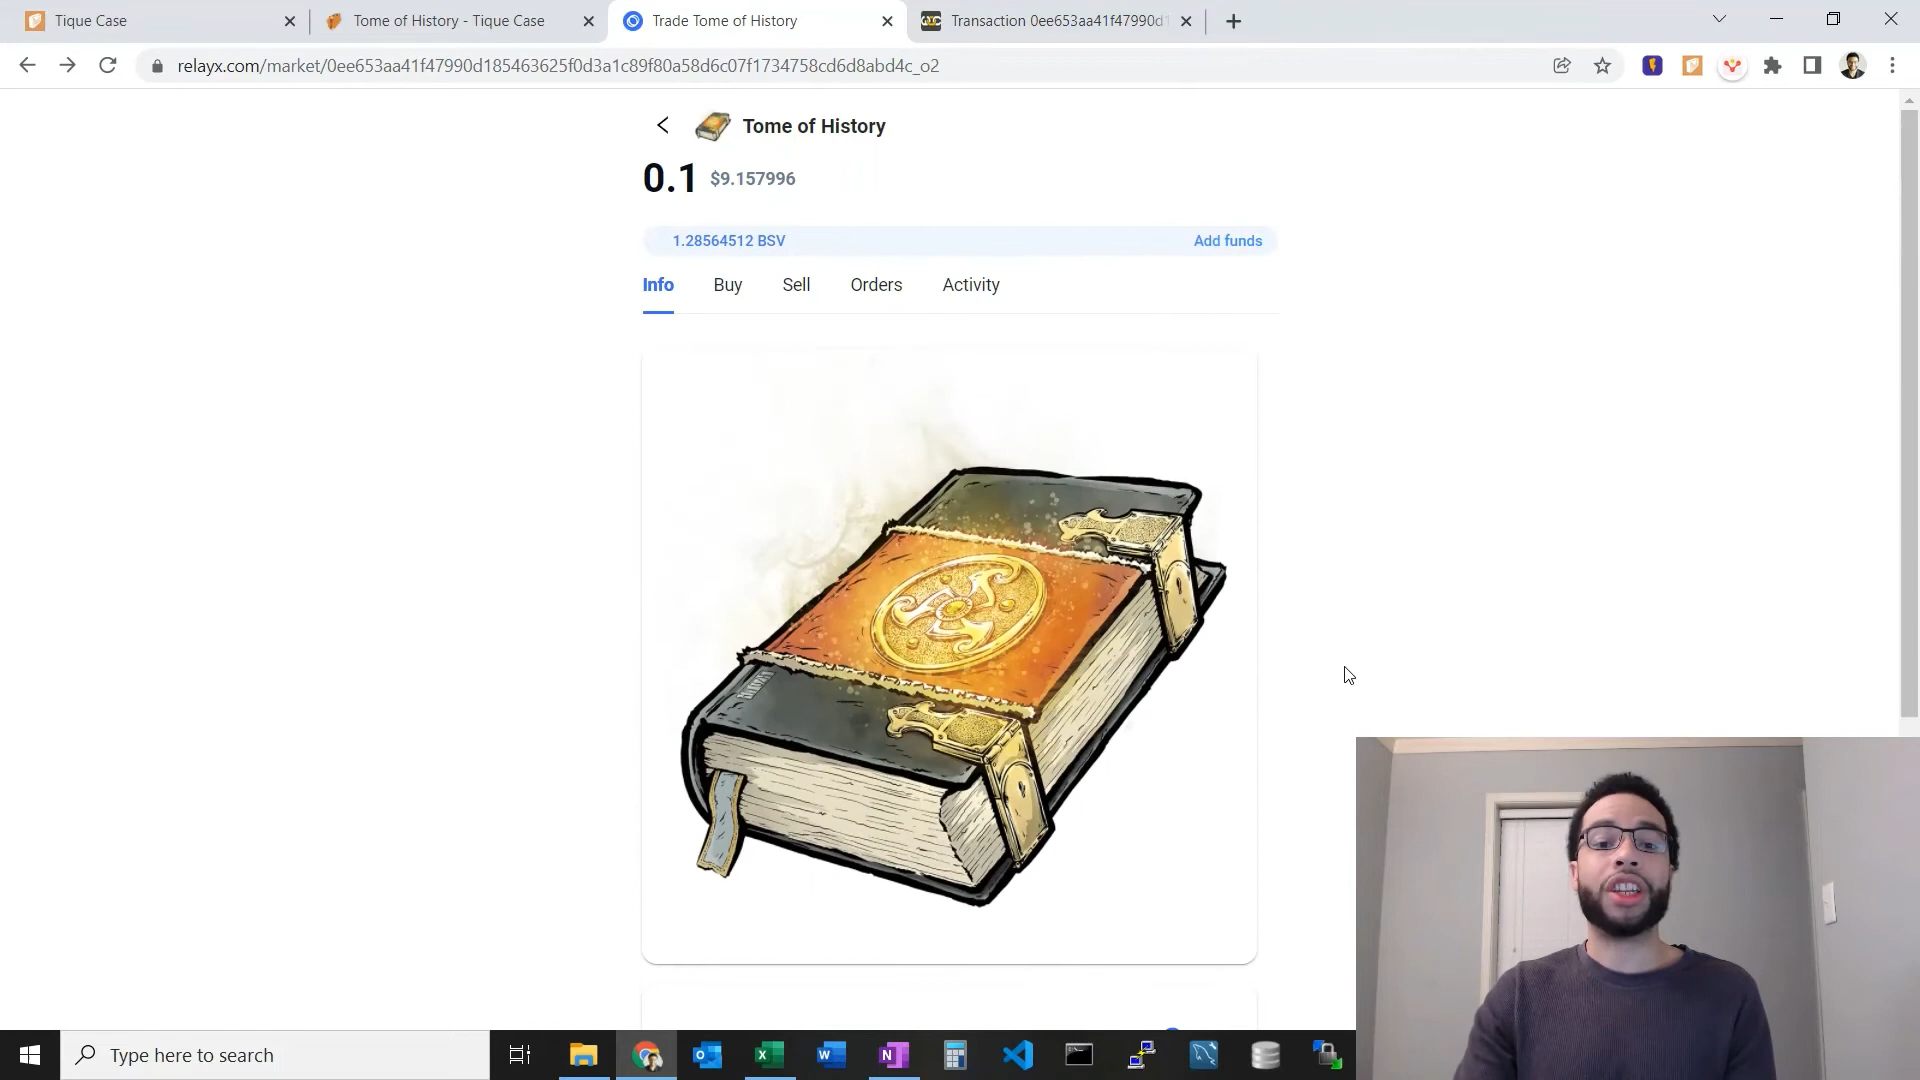 Tique Case
Tome of History - Tique Case
Trade Tome of History
Transaction 0ee653aa41f47990d1
relayx.com/market/0ee653aa41f47990d185463625f0d3a1c89f80a58d6c07f1734758cd6d8abd4c_o2
Tome of History
0.1 $9.157996
1.28564512 BSV Add funds
Info Buy Sell Orders Activity
Type here to search